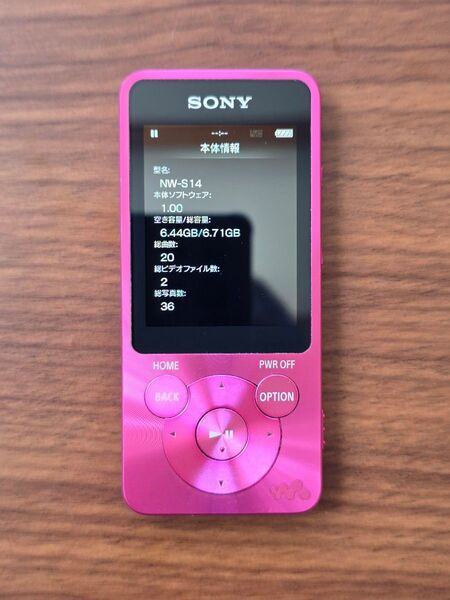 SONY
--:--
本体情報
型名:
NW-S14
本体ソフトウェア:
1.00
空き容量/総容量:
6.44GB/6.71GB
総曲数:
20
総ビデオファイル数:
2
総写真数:
36
HOME PWR OFF
BACK OPTION